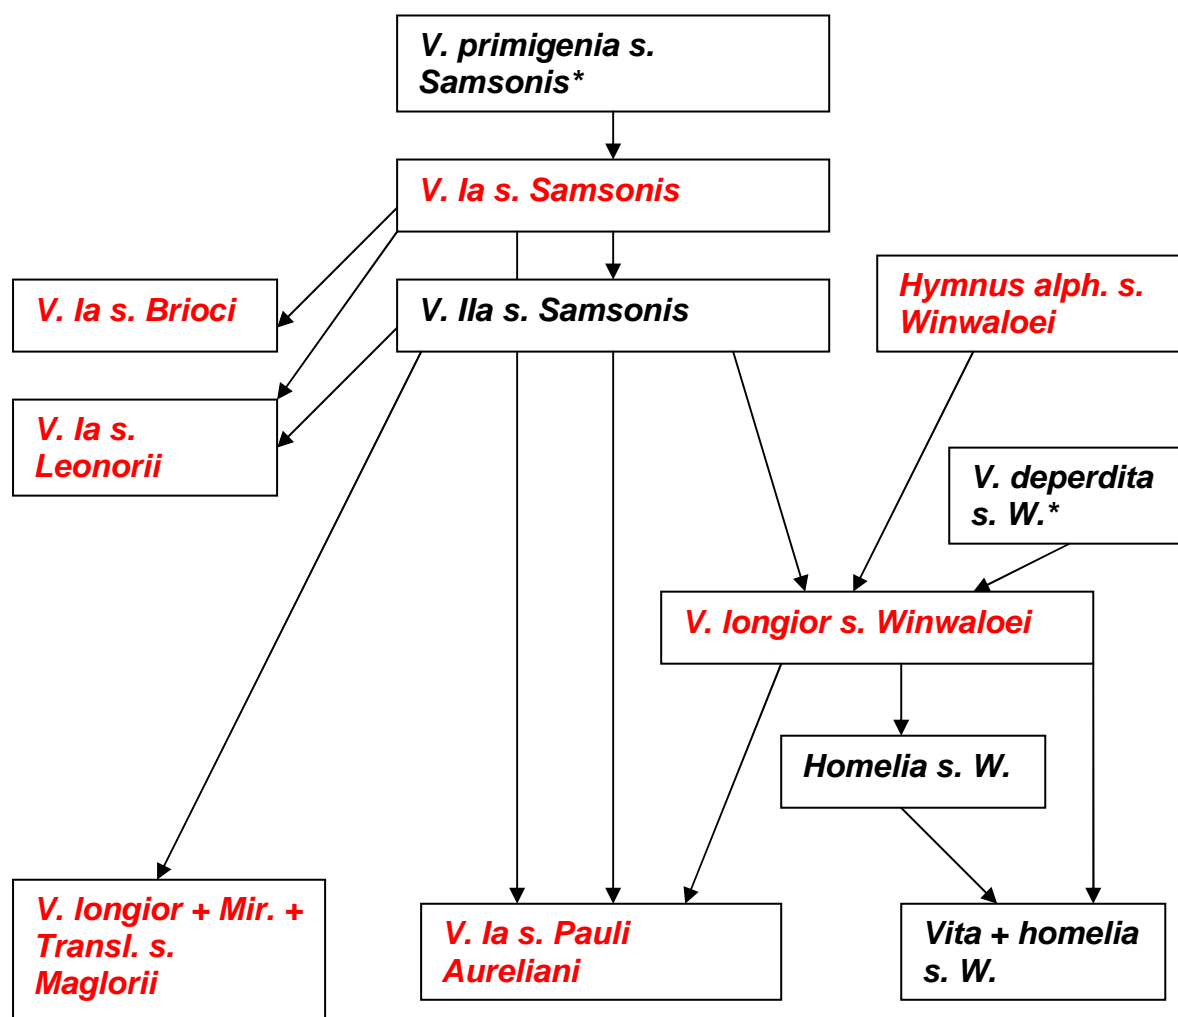 V. primigenia s.
Samsonis*
V. Ia s. Samsonis
V. Ia s. Brioci
V. IIa s. Samsonis
Hymnus alph. s.
Winwaloei
V. Ia s.
Leonorii
V. deperdita
s. W.*
V. longior s. Winwaloei
Homelia s. W.
V. longior + Mir. +
Transl. s.
Maglorii
V. Ia s. Pauli
Aureliani
Vita + homelia
s. W.